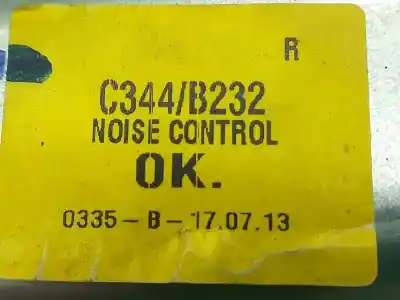 R
C344/B232
NOISE CONTROL
OK.
0335-B-17.07.13